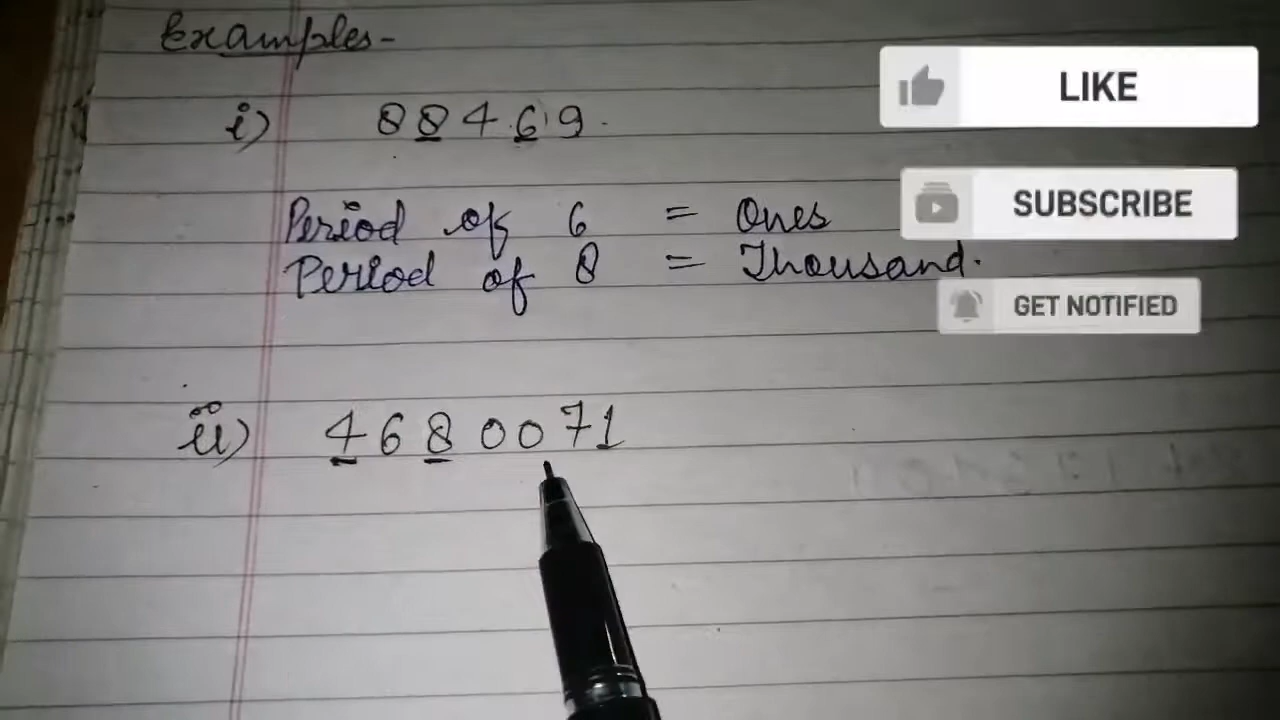 Examples-
i) 88469.
Period of 6 = Ones
Period of 8 = Thousand.
ii) 4680071
LIKE
SUBSCRIBE
GET NOTIFIED